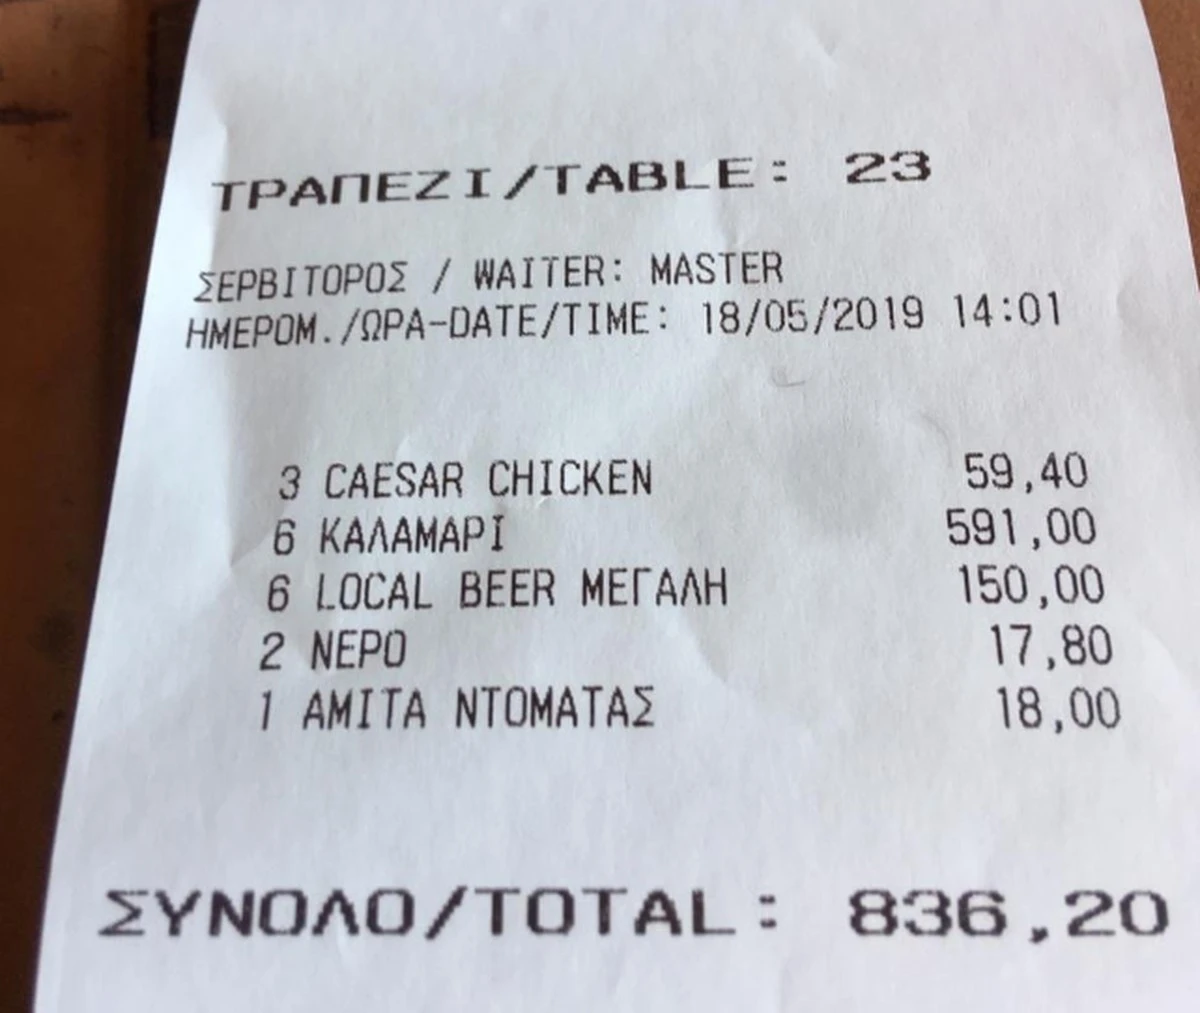 ΤΡΑΠΕΖΙ/TABLE: 23
ΣΕΡΒΙΤΟΡΟΣ / WAITER: MASTER
ΗΜΕΡΟΜ./ΩΡΑ-DATE/TIME: 18/05/2019 14:01
3 CAESAR CHICKEN 59,40
6 ΚΑΛΑΜΑΡΙ 591,00
6 LOCAL BEER ΜΕΓΑΛΗ 150,00
2 ΝΕΡΟ 17,80
1 ΑΜΙΤΑ ΝΤΟΜΑΤΑΣ 18,00
ΣΥΝΟΛΟ/TOTAL: 836,20